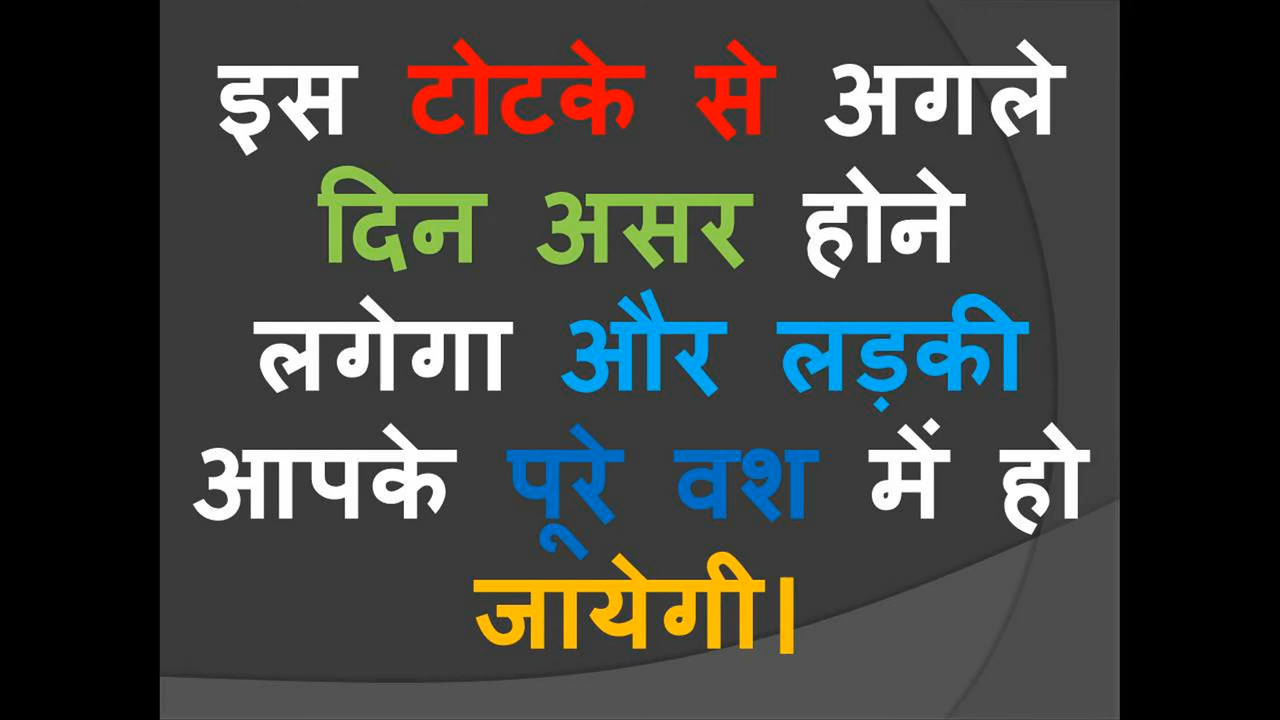 इस टोटके से अगले
दिन असर होने
लगेगा और लड़की
आपके पूरे वश में हो
जायेगी।